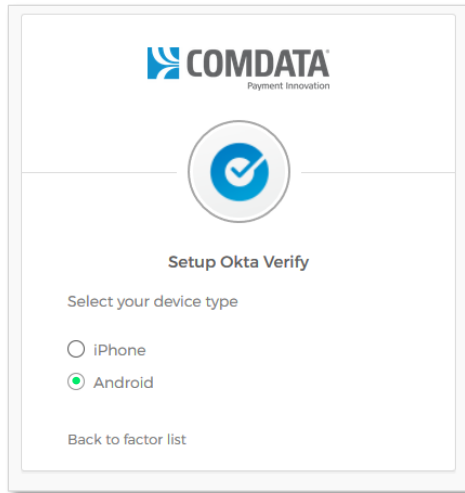 COMDATA
Payment Innovation
Setup Okta Verify
Select your device type
iPhone
Android
Back to factor list